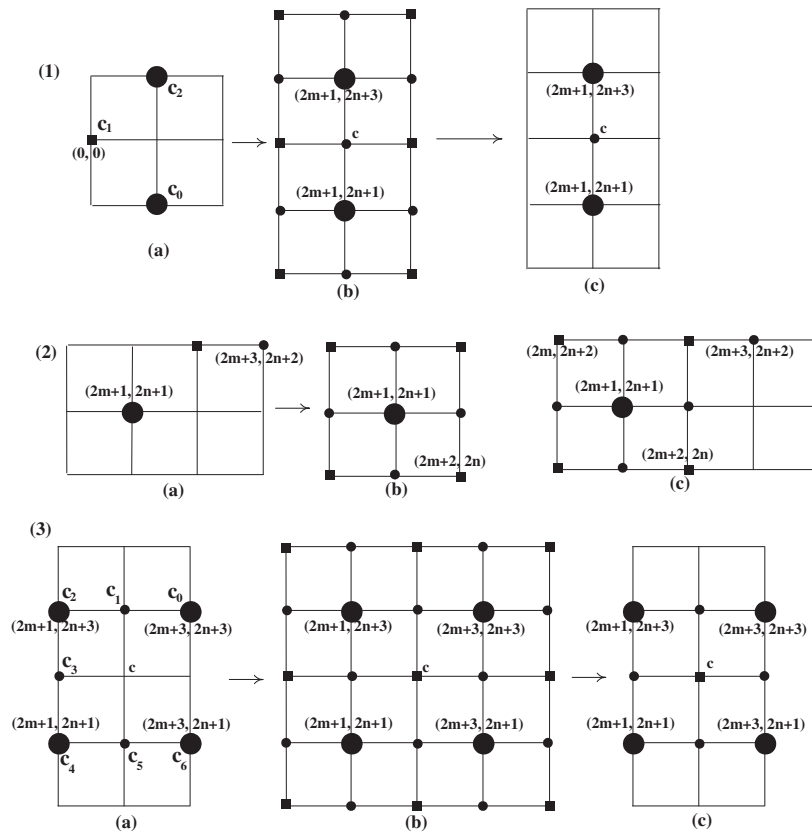 (1)
c2
c1
(0, 0)
c0
(a)
(2m+1, 2n+3)
c
(2m+1, 2n+1)
(b)
(2m+1, 2n+3)
c
(2m+1, 2n+1)
(c)
(2)
(2m+3, 2n+2)
(2m+1, 2n+1)
(a)
(2m+1, 2n+1)
(2m+2, 2n)
(b)
(2m, 2n+2)
(2m+3, 2n+2)
(2m+1, 2n+1)
(2m+2, 2n)
(c)
(3)
c2 c1 c0
(2m+1, 2n+3) (2m+3, 2n+3)
c3 c
(2m+1, 2n+1) (2m+3, 2n+1)
c4 c5 c6
(a)
(2m+1, 2n+3) (2m+3, 2n+3)
c
(2m+1, 2n+1) (2m+3, 2n+1)
(b)
(2m+1, 2n+3) (2m+3, 2n+3)
c
(2m+1, 2n+1) (2m+3, 2n+1)
(c)